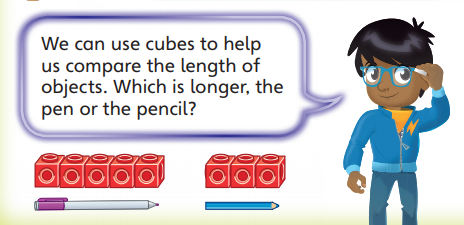 We can use cubes to help
us compare the length of
objects. Which is longer, the
pen or the pencil?